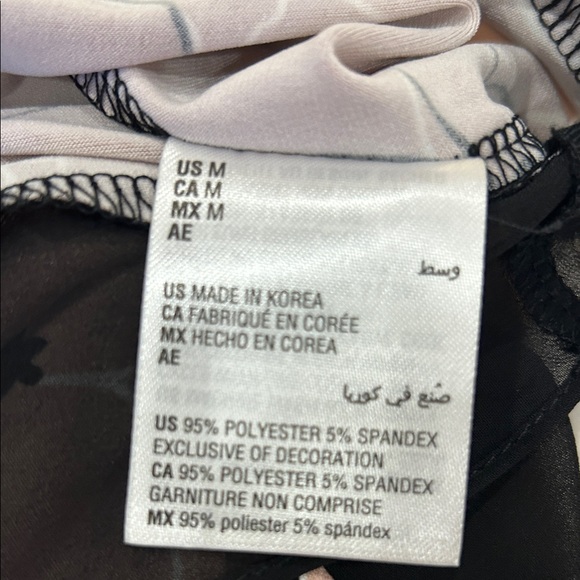 US M
CA M
MX M
AE
وسط
US MADE IN KOREA
CA FABRIQUÉ EN CORÉE
MX HECHO EN COREA
AE
صُنع في كوريا
US 95% POLYESTER 5% SPANDEX
EXCLUSIVE OF DECORATION
CA 95% POLYESTER 5% SPANDEX
GARNITURE NON COMPRISE
MX 95% poliester 5% spándex